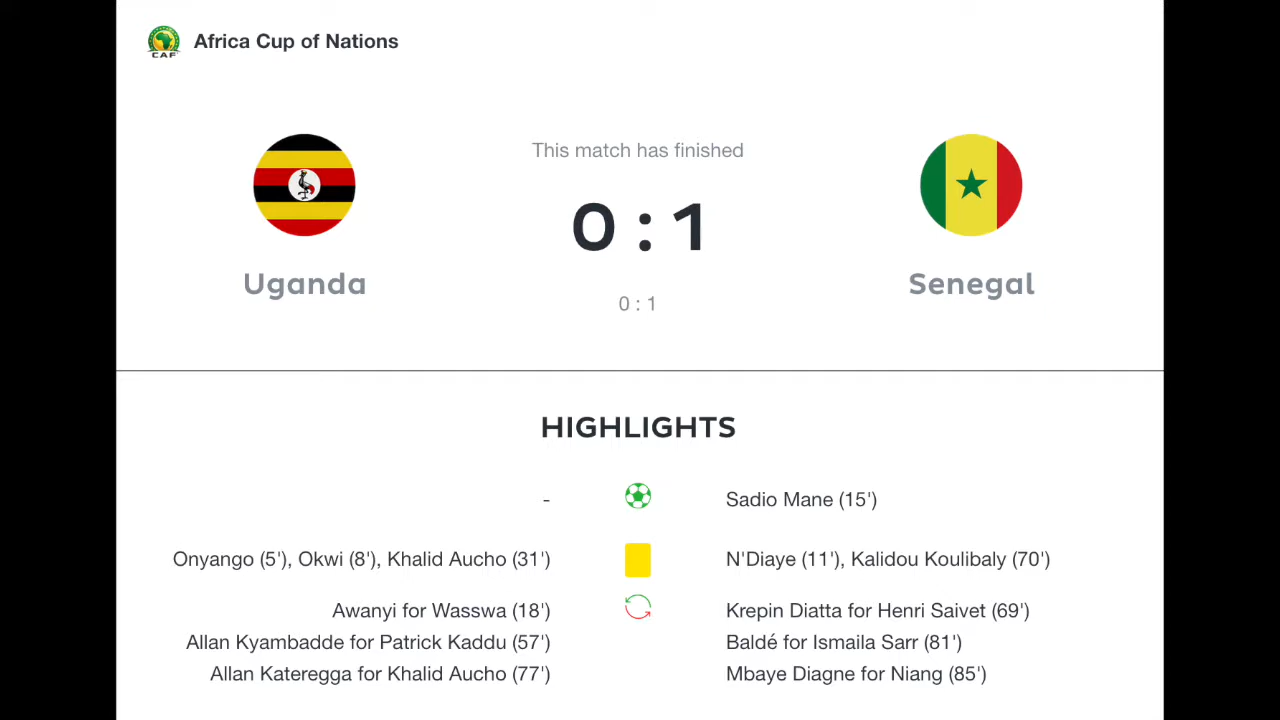 CAF
Africa Cup of Nations
This match has finished
0 : 1
Uganda
Senegal
0 : 1
HIGHLIGHTS
- Sadio Mane (15')
Onyango (5'), Okwi (8'), Khalid Aucho (31') N'Diaye (11'), Kalidou Koulibaly (70')
Awanyi for Wasswa (18') Krepin Diatta for Henri Saivet (69')
Allan Kyambadde for Patrick Kaddu (57') Baldé for Ismaila Sarr (81')
Allan Kateregga for Khalid Aucho (77') Mbaye Diagne for Niang (85')